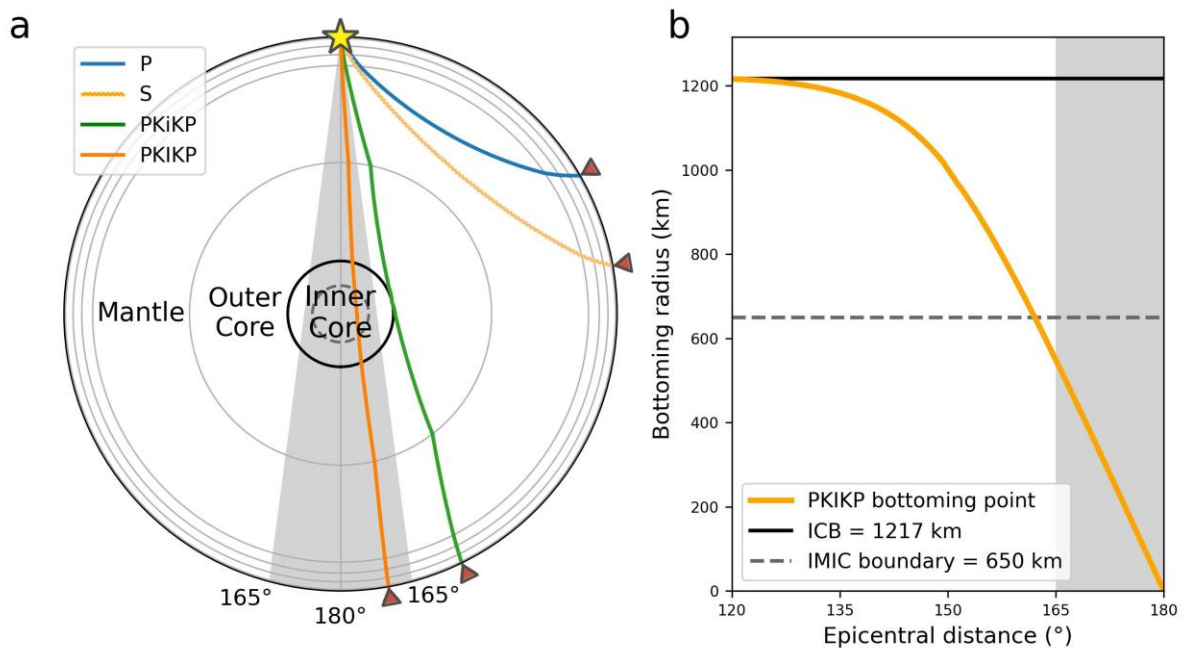 a
P
S
PKiKP
PKIKP
Mantle
Outer
Core
Inner
Core
165°
180°
165°
b
Bottoming radius (km)
1200
1000
800
600
400
200
0
PKIKP bottoming point
ICB = 1217 km
IMIC boundary = 650 km
120
135
150
165
180
Epicentral distance (°)